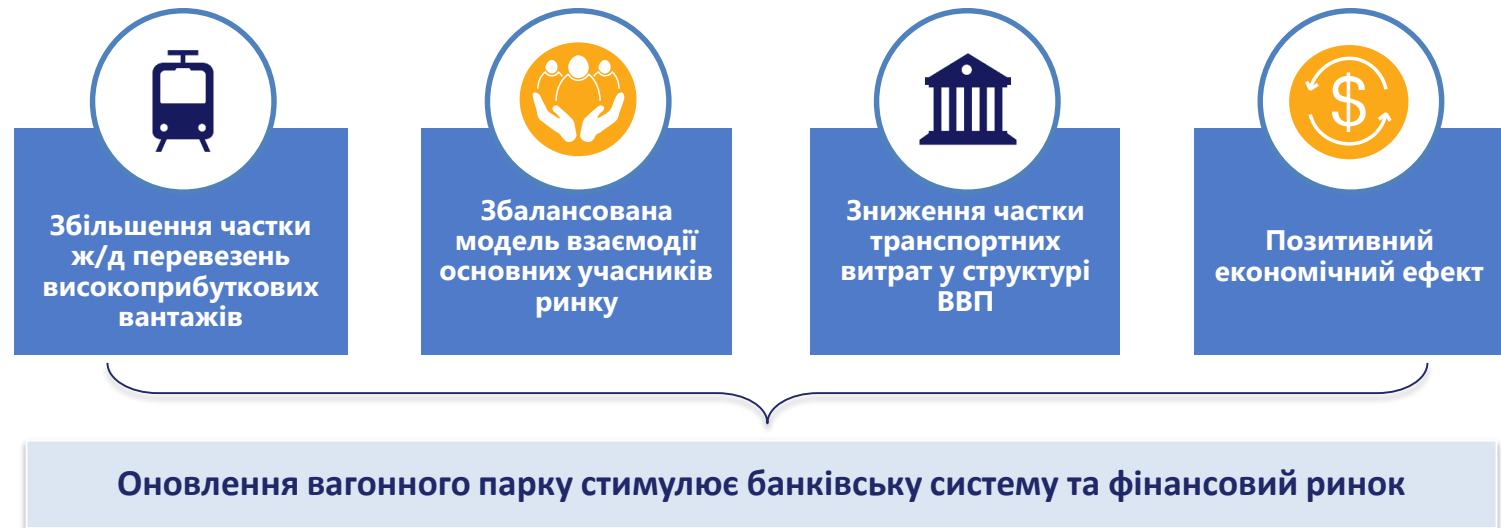 Збільшення частки
ж/д перевезень
високоприбуткових
вантажів
Збалансована
модель взаємодії
основних учасників
ринку
Зниження частки
транспортних
витрат у структурі
ВВП
$
Позитивний
економічний ефект
Оновлення вагонного парку стимулює банківську систему та фінансовий ринок